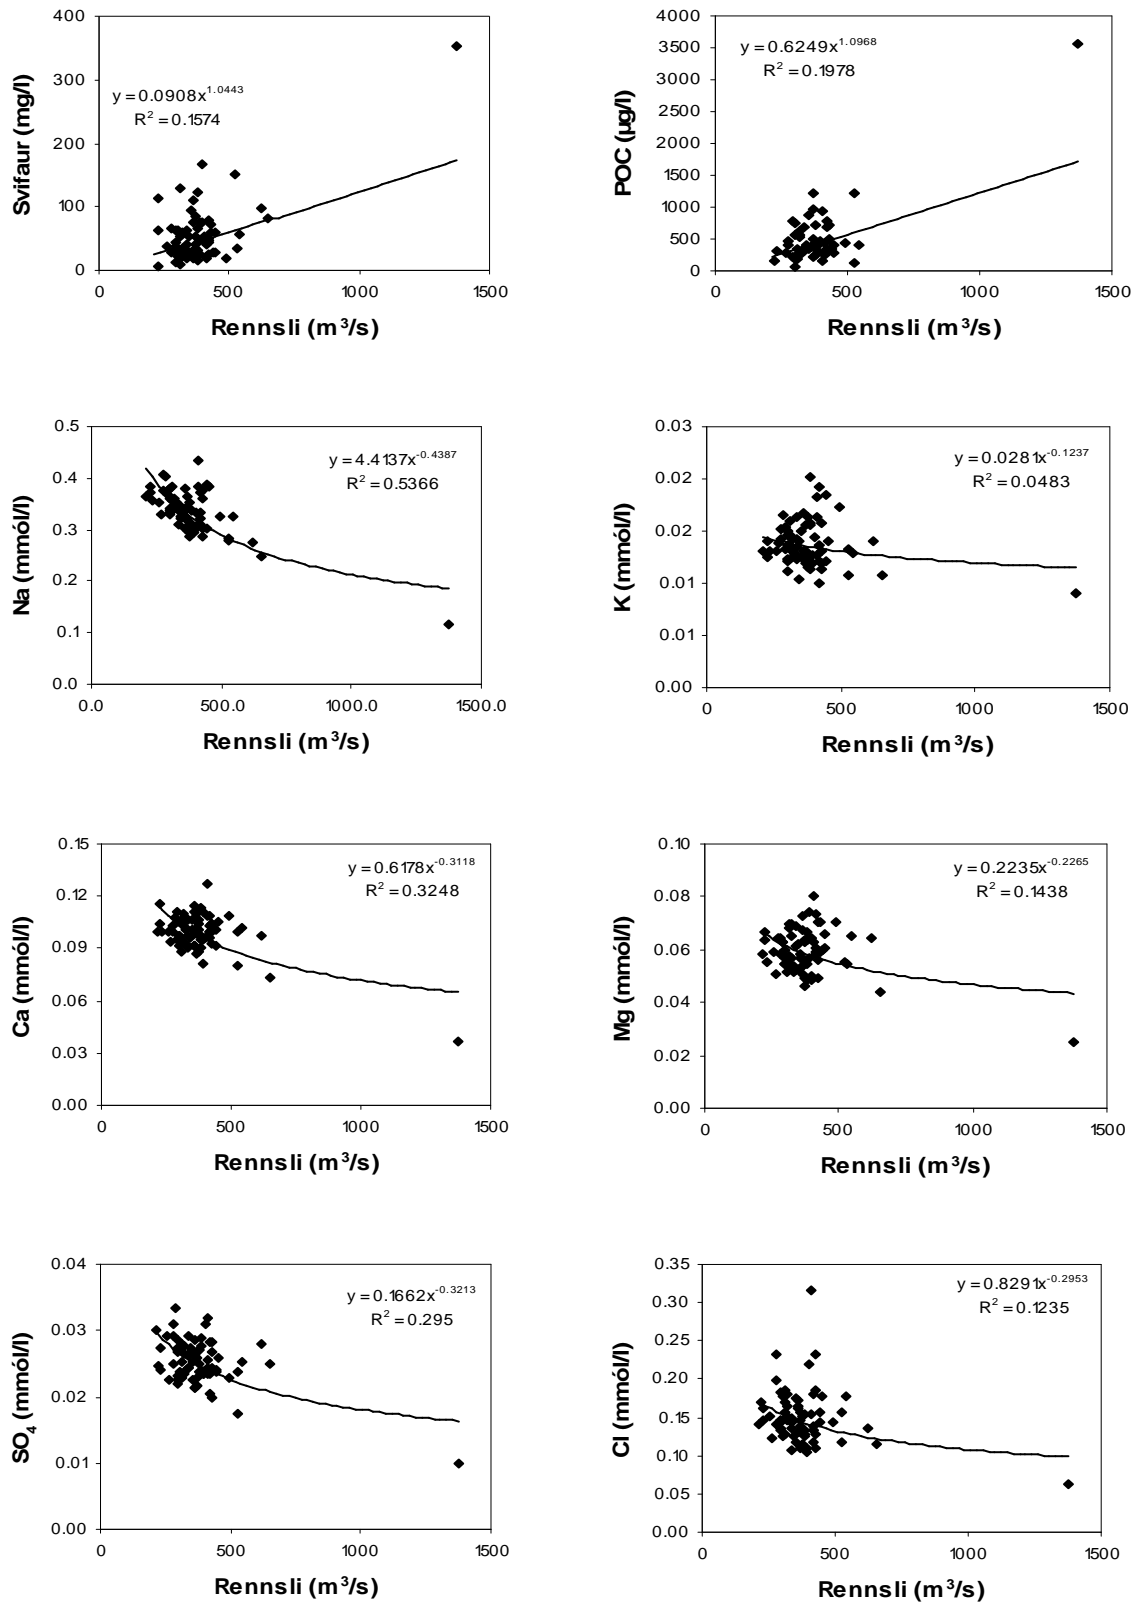 400
300
200
100
0
0
500
1000
1500
Svifaur (mg/l)
Rennsli (m³/s)
y = 0.0908x^1.0443
R² = 0.1574
4000
3500
3000
2500
2000
1500
1000
500
0
0
500
1000
1500
POC (µg/l)
Rennsli (m³/s)
y = 0.6249x^1.0968
R² = 0.1978
0.5
0.4
0.3
0.2
0.1
0.0
0.0
500.0
1000.0
1500.0
Na (mmól/l)
Rennsli (m³/s)
y = 4.4137x^-0.4387
R² = 0.5366
0.03
0.02
0.02
0.01
0.01
0.00
0
500
1000
1500
K (mmól/l)
Rennsli (m³/s)
y = 0.0281x^-0.1237
R² = 0.0483
0.15
0.12
0.09
0.06
0.03
0.00
0
500
1000
1500
Ca (mmól/l)
Rennsli (m³/s)
y = 0.6178x^-0.3118
R² = 0.3248
0.10
0.08
0.06
0.04
0.02
0.00
0
500
1000
1500
Mg (mmól/l)
Rennsli (m³/s)
y = 0.2235x^-0.2265
R² = 0.1438
0.04
0.03
0.02
0.01
0.00
0
500
1000
1500
SO₄ (mmól/l)
Rennsli (m³/s)
y = 0.1662x^-0.3213
R² = 0.295
0.35
0.30
0.25
0.20
0.15
0.10
0.05
0.00
0
500
1000
1500
Cl (mmól/l)
Rennsli (m³/s)
y = 0.8291x^-0.2953
R² = 0.1235